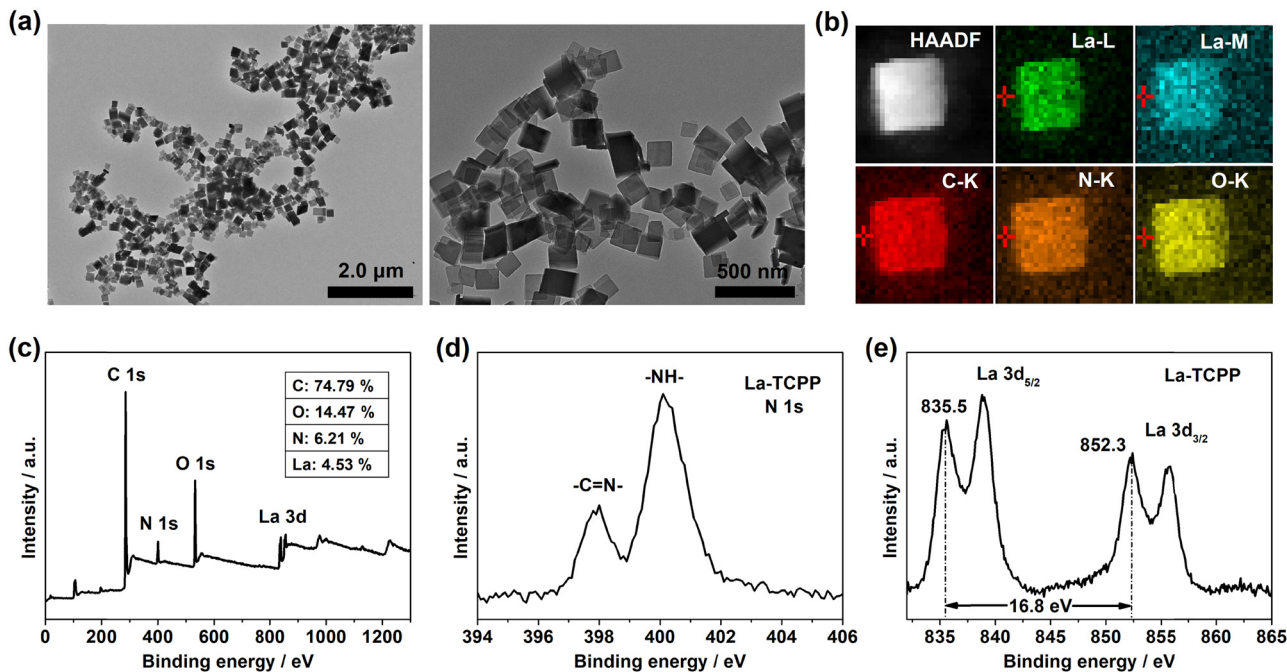 (a)
2.0 μm
500 nm
(b)
HAADF
La-L
La-M
C-K
N-K
O-K
(c)
C 1s
N 1s
O 1s
La 3d
C: 74.79 %
O: 14.47 %
N: 6.21 %
La: 4.53 %
Intensity / a.u.
0 200 400 600 800 1000 1200
Binding energy / eV
(d)
-NH-
-C=N-
La-TCPP
N 1s
Intensity / a.u.
394 396 398 400 402 404 406
Binding energy / eV
(e)
La 3d5/2
La-TCPP
835.5
852.3
La 3d3/2
16.8 eV
Intensity / a.u.
835 840 845 850 855 860 865
Binding energy / eV